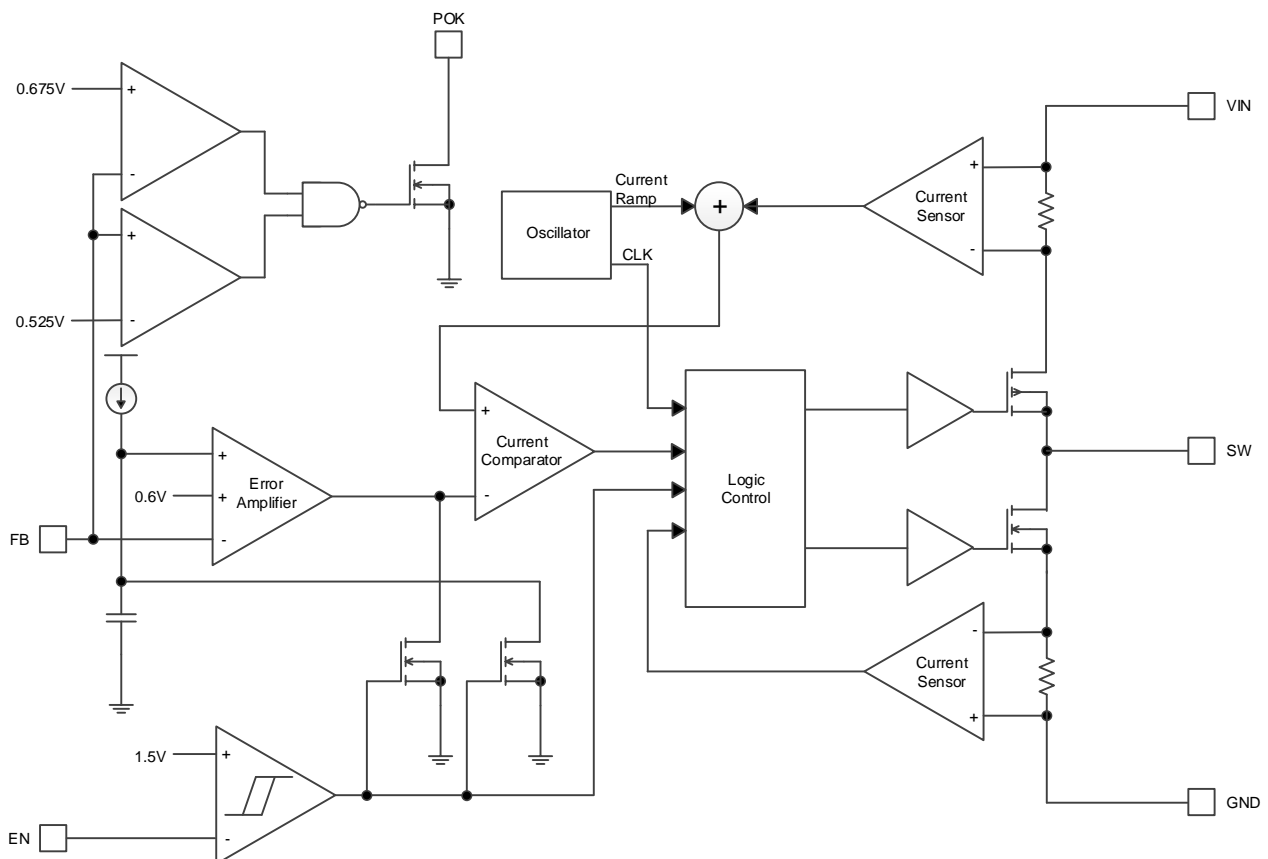 POK
0.675V
+
-
VIN
+
Current
Sensor
-
Current
Ramp
+
Oscillator
CLK
+
-
0.525V
+
Current
Comparator
-
Logic
Control
SW
+
Error
Amplifier
0.6V
+
-
FB
-
Current
Sensor
+
1.5V
+
GND
EN
-